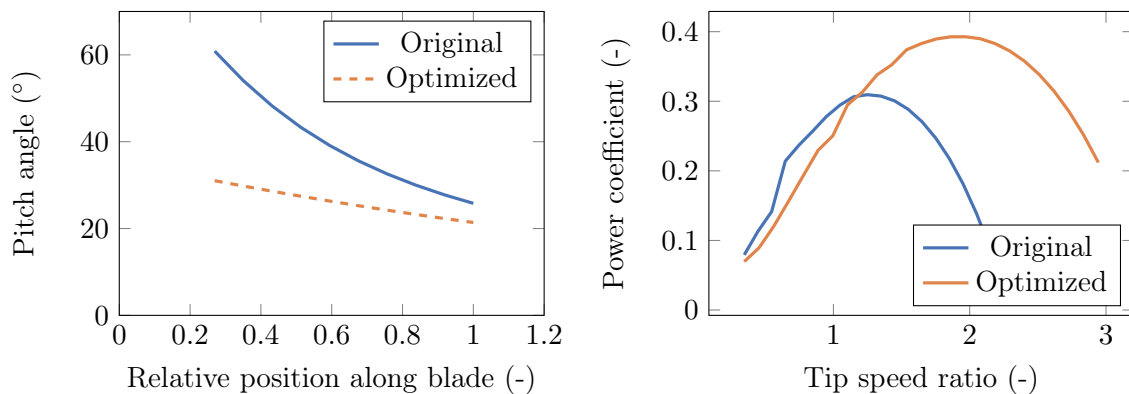 Pitch angle (°)
60
40
20
0
0 0.2 0.4 0.6 0.8 1 1.2
Relative position along blade (-)
Original
Optimized
Power coefficient (-)
0.4
0.3
0.2
0.1
0
1 2 3
Tip speed ratio (-)
Original
Optimized